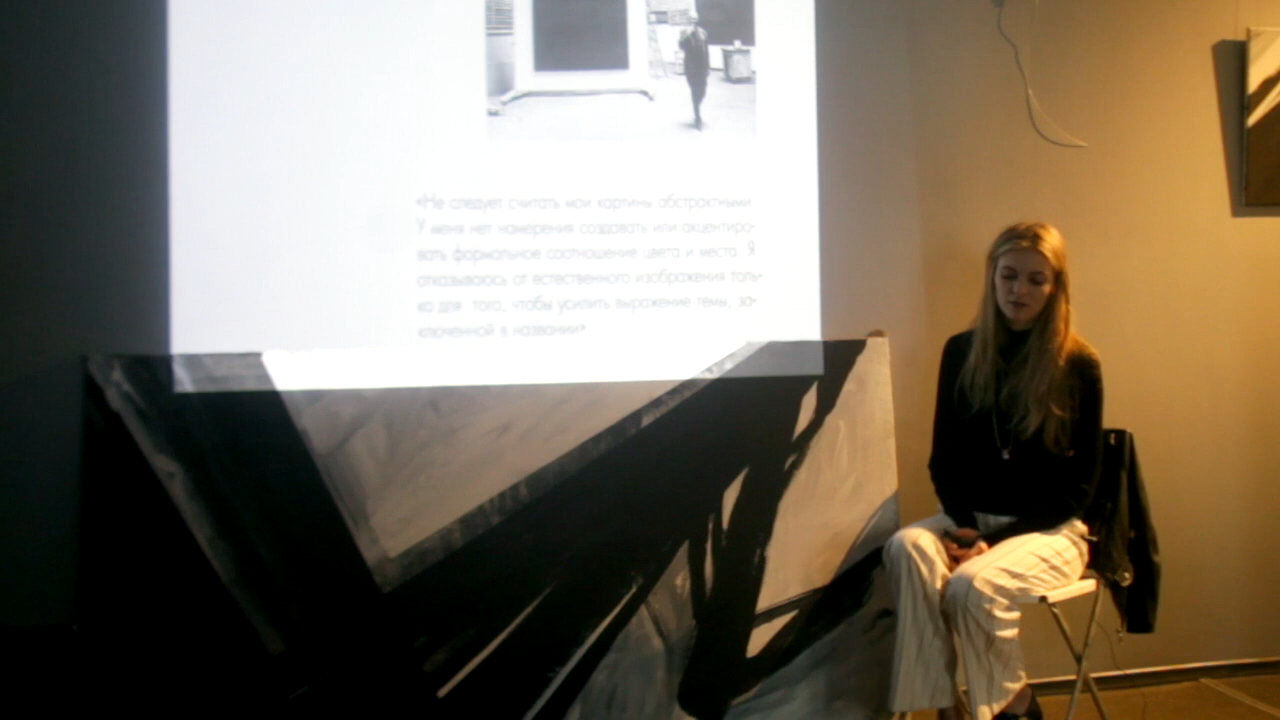 «Не следует считать мои картины абстрактными.
У меня нет намерения создавать или акцентиро-
вать формальное соотношение цвета и места. Я
отказываюсь от естественного изображения толь-
ко для того, чтобы усилить выражение темы, за-
ключенной в названии»